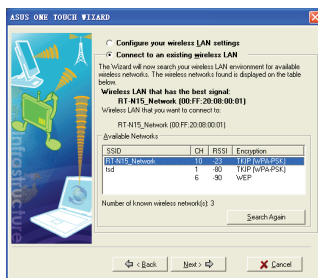 ASUS ONE TOUCH WIZARD
Configure your wireless LAN settings
Connect to an existing wireless LAN
The Wizard will now search your wireless LAN environment for available
wireless networks. The wireless networks found is displayed on the table
below.
Wireless LAN that has the best signal:
RT-N15_Network (00:FF:20:08:00:01)
Wireless LAN that you want to connect to:
RT-N15_Network (00:FF:20:08:00:01)
Available Networks
SSID CH RSSI Encryption
RT-N15_Network 10 -23 TKIP (WPA-PSK)
tsd 1 -80 TKIP (WPA-PSK)
6 -90 WEP
Number of known wireless network(s): 3
Search Again
< Back
Next >
Cancel
Infrastructure